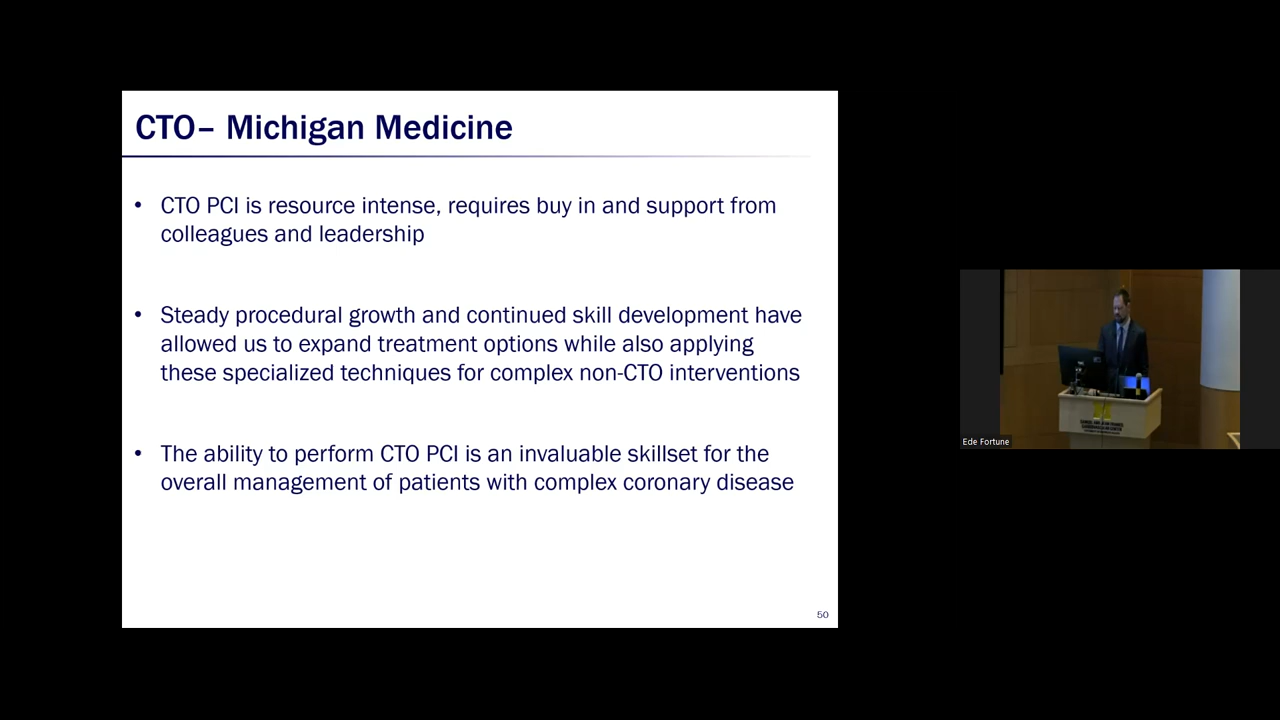 CTO– Michigan Medicine
• CTO PCI is resource intense, requires buy in and support from
colleagues and leadership
• Steady procedural growth and continued skill development have
allowed us to expand treatment options while also applying
these specialized techniques for complex non-CTO interventions
• The ability to perform CTO PCI is an invaluable skillset for the
overall management of patients with complex coronary disease
50
Ede Fortune